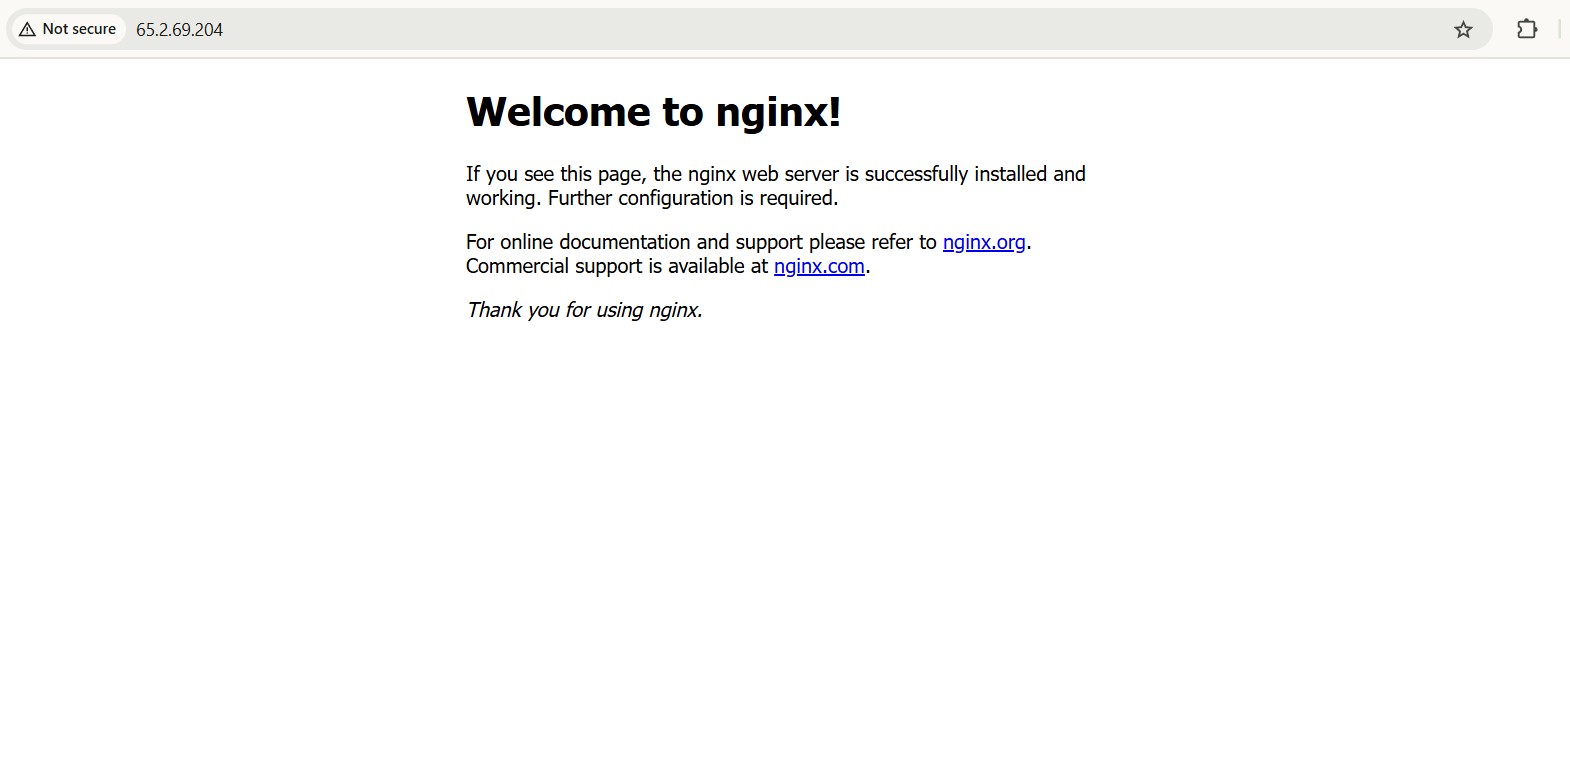 Not secure 65.2.69.204
Welcome to nginx!
If you see this page, the nginx web server is successfully installed and
working. Further configuration is required.
For online documentation and support please refer to nginx.org.
Commercial support is available at nginx.com.
Thank you for using nginx.